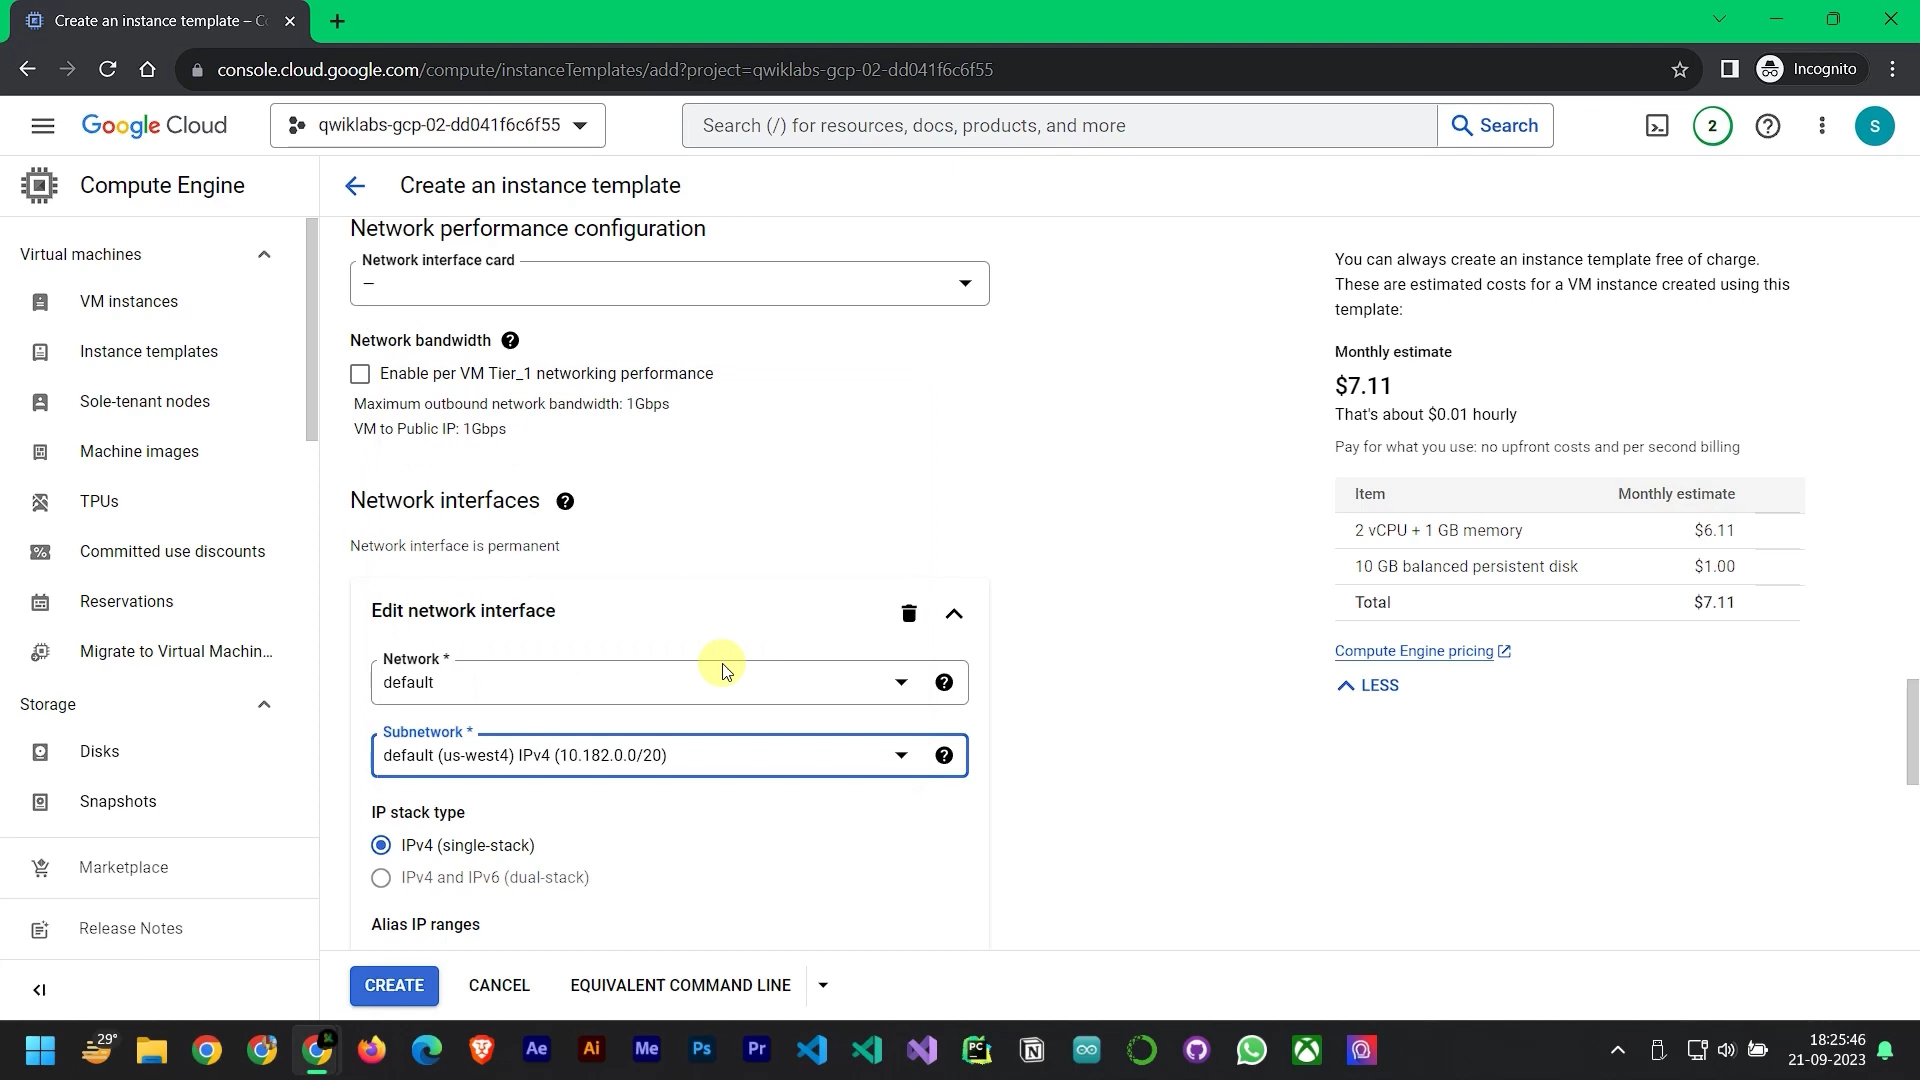 Create an instance template – C
console.cloud.google.com/compute/instanceTemplates/add?project=qwiklabs-gcp-02-dd041f6c6f55
Incognito
Google Cloud
qwiklabs-gcp-02-dd041f6c6f55
Search (/) for resources, docs, products, and more
Search
2
S
Compute Engine
Create an instance template
Virtual machines
VM instances
Instance templates
Sole-tenant nodes
Machine images
TPUs
Committed use discounts
Reservations
Migrate to Virtual Machin...
Storage
Disks
Snapshots
Marketplace
Release Notes
Network performance configuration
Network interface card
–
Network bandwidth
Enable per VM Tier_1 networking performance
Maximum outbound network bandwidth: 1Gbps
VM to Public IP: 1Gbps
Network interfaces
Network interface is permanent
Edit network interface
Network *
default
Subnetwork *
default (us-west4) IPv4 (10.182.0.0/20)
IP stack type
IPv4 (single-stack)
IPv4 and IPv6 (dual-stack)
Alias IP ranges
CREATE
CANCEL
EQUIVALENT COMMAND LINE
You can always create an instance template free of charge.
These are estimated costs for a VM instance created using this
template:
Monthly estimate
$7.11
That's about $0.01 hourly
Pay for what you use: no upfront costs and per second billing
Item Monthly estimate
2 vCPU + 1 GB memory $6.11
10 GB balanced persistent disk $1.00
Total $7.11
Compute Engine pricing
LESS
29°
Ae
Ai
Me
Ps
Pr
PC
N
18:25:46
21-09-2023